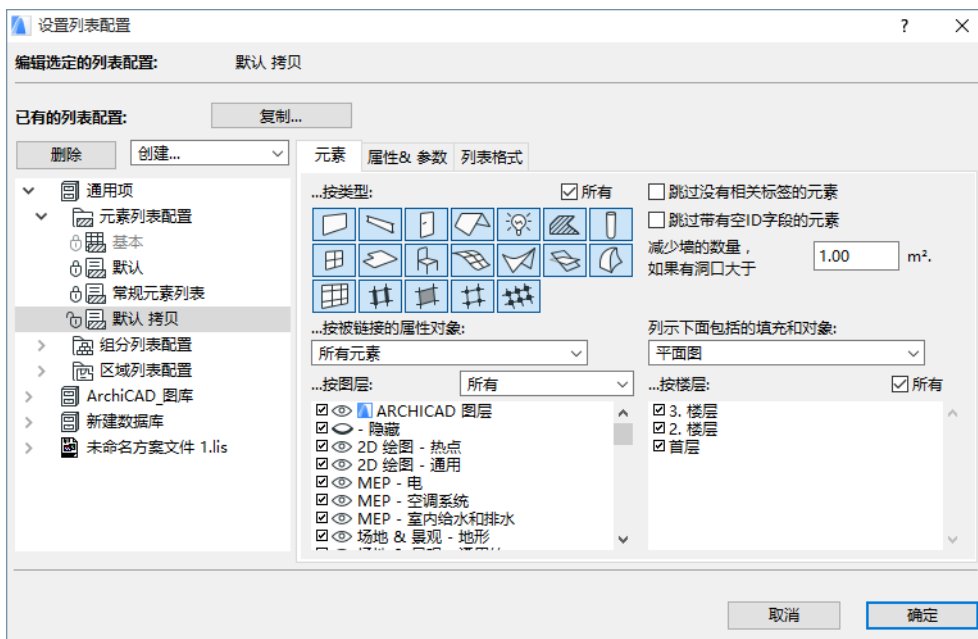 设置列表配置
?
编辑选定的列表配置: 默认 拷贝
已有的列表配置: 复制...
删除 创建...
通用项
元素列表配置
基本
默认
常规元素列表
默认 拷贝
组分列表配置
区域列表配置
ArchiCAD_图库
新建数据库
未命名方案文件 1.lis
元素 属性& 参数 列表格式
...按类型: 所有
跳过没有相关标签的元素
跳过带有空ID字段的元素
减少墙的数量，
如果有洞口大于 1.00 m².
...按被链接的属性对象:
所有元素
列示下面包括的填充和对象:
平面图
...按图层: 所有
ARCHICAD 图层
- 隐藏
2D 绘图 - 热点
2D 绘图 - 通用
MEP - 电
MEP - 空调系统
MEP - 室内给水和排水
场地 & 景观 - 地形
...按楼层: 所有
3. 楼层
2. 楼层
首层
取消 确定